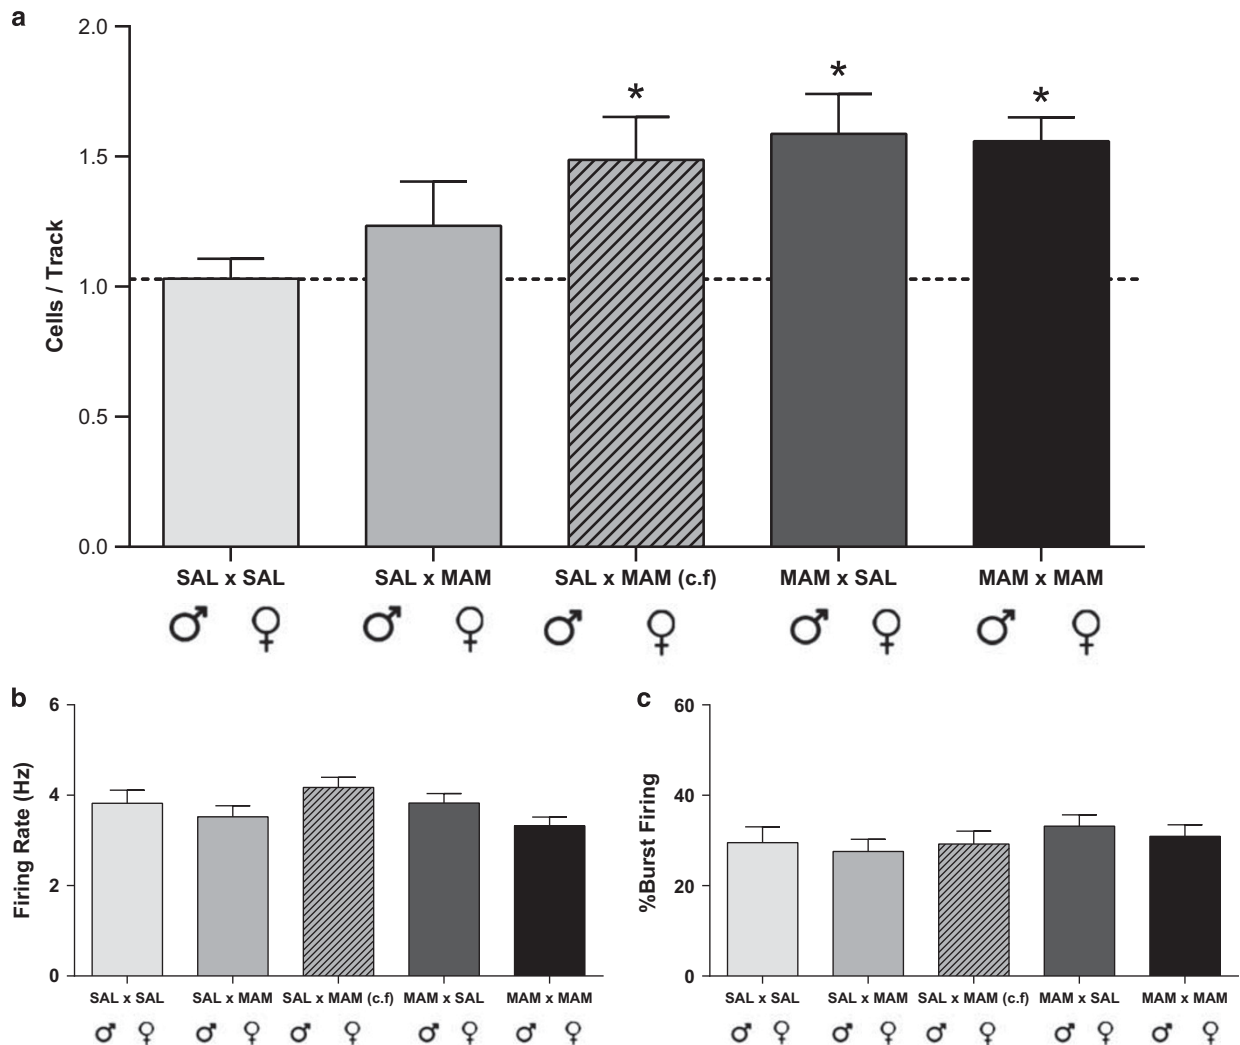 a
2.0
1.5
1.0
0.5
0.0
Cells / Track
*
*
*
SAL x SAL
SAL x MAM
SAL x MAM (c.f)
MAM x SAL
MAM x MAM
♂ ♀ ♂ ♀ ♂ ♀ ♂ ♀ ♂ ♀
b
6
4
2
0
Firing Rate (Hz)
SAL x SAL
SAL x MAM
SAL x MAM (c.f)
MAM x SAL
MAM x MAM
♂ ♀ ♂ ♀ ♂ ♀ ♂ ♀ ♂ ♀
c
60
40
20
0
%Burst Firing
SAL x SAL
SAL x MAM
SAL x MAM (c.f)
MAM x SAL
MAM x MAM
♂ ♀ ♂ ♀ ♂ ♀ ♂ ♀ ♂ ♀